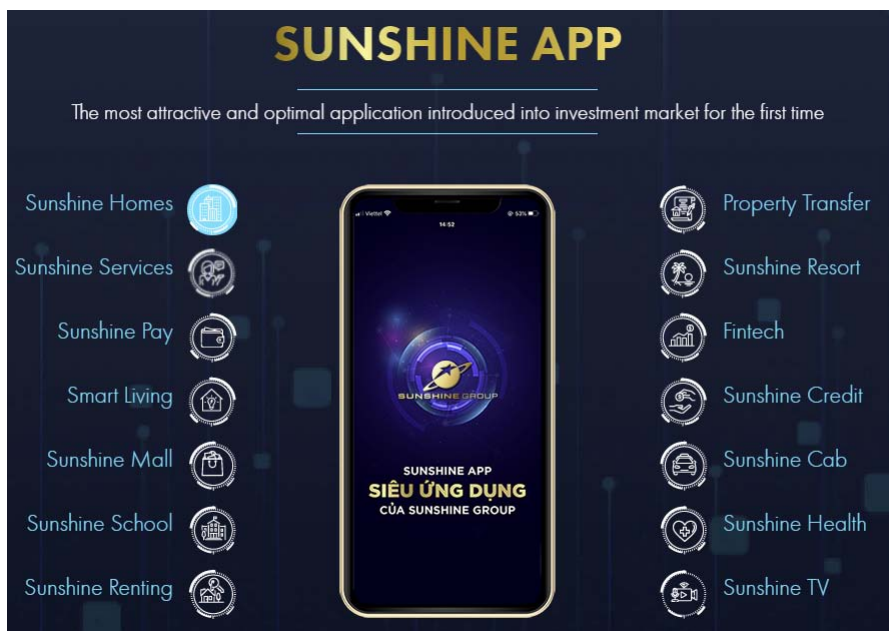 SUNSHINE APP
The most attractive and optimal application introduced into investment market for the first time
Sunshine Homes
Sunshine Services
Sunshine Pay
Smart Living
Sunshine Mall
Sunshine School
Sunshine Renting
Viettel
53%
14:52
SUNSHINE GROUP
SUNSHINE APP
SIÊU ỨNG DỤNG
CỦA SUNSHINE GROUP
Property Transfer
Sunshine Resort
Fintech
Sunshine Credit
Sunshine Cab
Sunshine Health
Sunshine TV